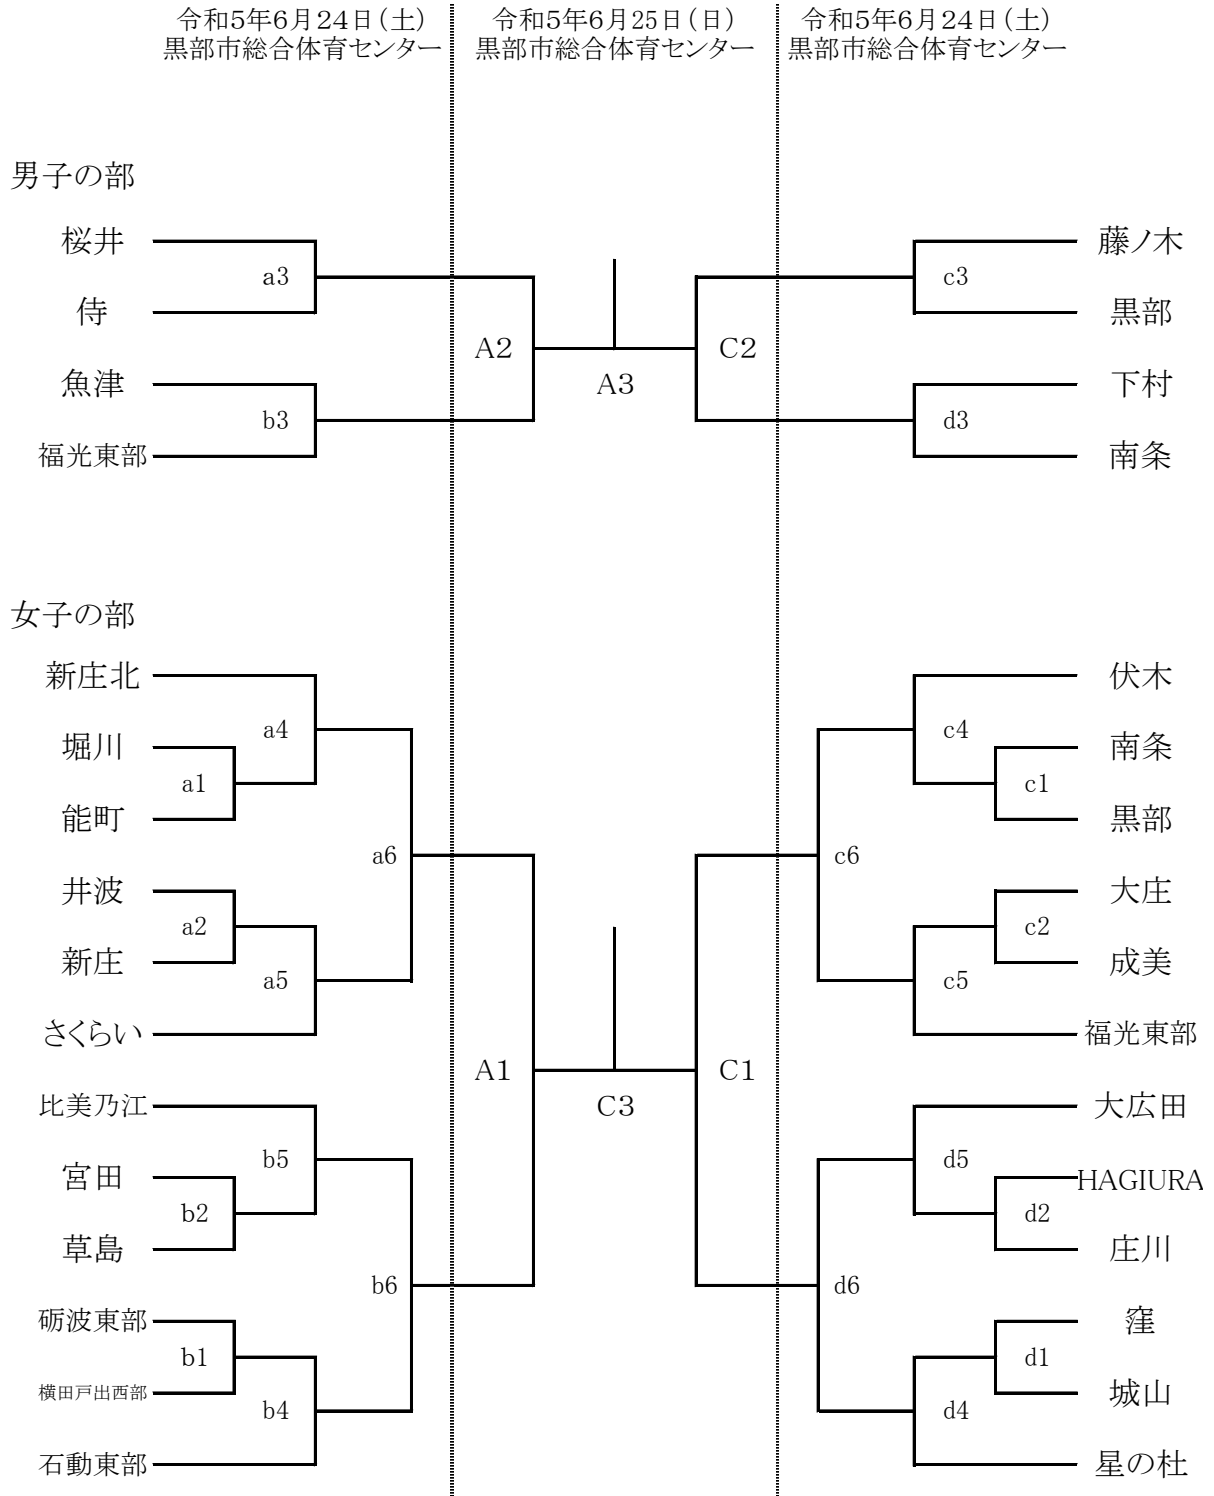 令和5年6月24日(土)
黒部市総合体育センター
令和5年6月25日(日)
黒部市総合体育センター
令和5年6月24日(土)
黒部市総合体育センター
男子の部
桜井
藤ノ木
a3
c3
侍
黒部
A2
C2
魚津
A3
下村
b3
d3
福光東部
南条
女子の部
新庄北
伏木
a4
c4
堀川
南条
a1
c1
能町
黒部
a6
c6
井波
大庄
a2
c2
新庄
成美
a5
c5
さくらい
福光東部
A1
C1
比美乃江
C3
大広田
b5
d5
宮田
HAGIURA
b2
d2
草島
庄川
b6
d6
砺波東部
窪
b1
d1
横田戸出西部
城山
b4
d4
石動東部
星の杜